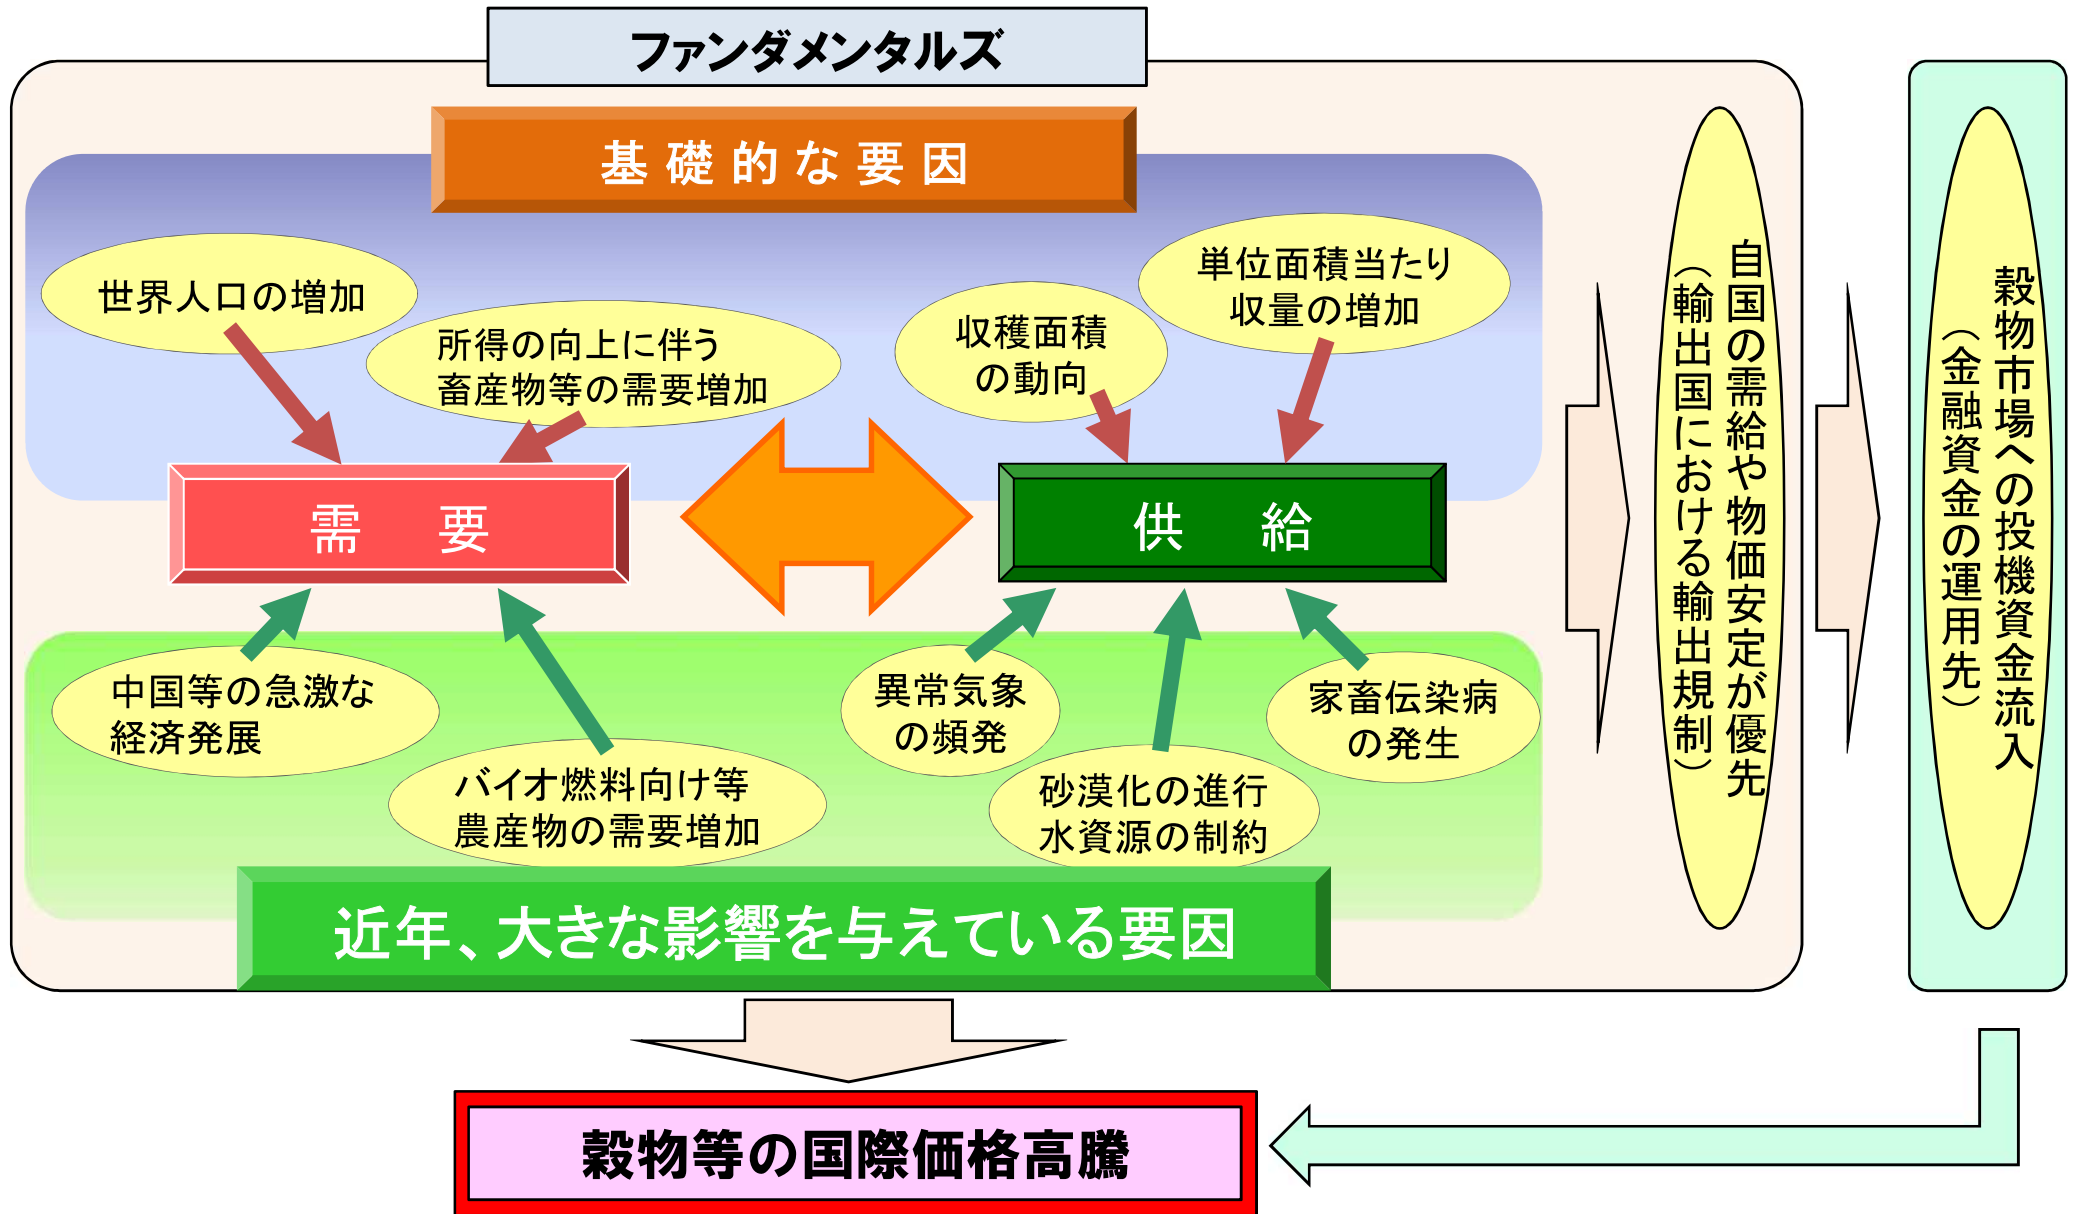 ファンダメンタルズ
基礎的な要因
世界人口の増加
所得の向上に伴う
畜産物等の需要増加
収穫面積
の動向
単位面積当たり
収量の増加
需要
供給
中国等の急激な
経済発展
バイオ燃料向け等
農産物の需要増加
異常気象
の頻発
砂漠化の進行
水資源の制約
家畜伝染病
の発生
近年、大きな影響を与えている要因
自国の需給や物価安定が優先
（輸出国における輸出規制）
穀物市場への投機資金流入
（金融資金の運用先）
穀物等の国際価格高騰